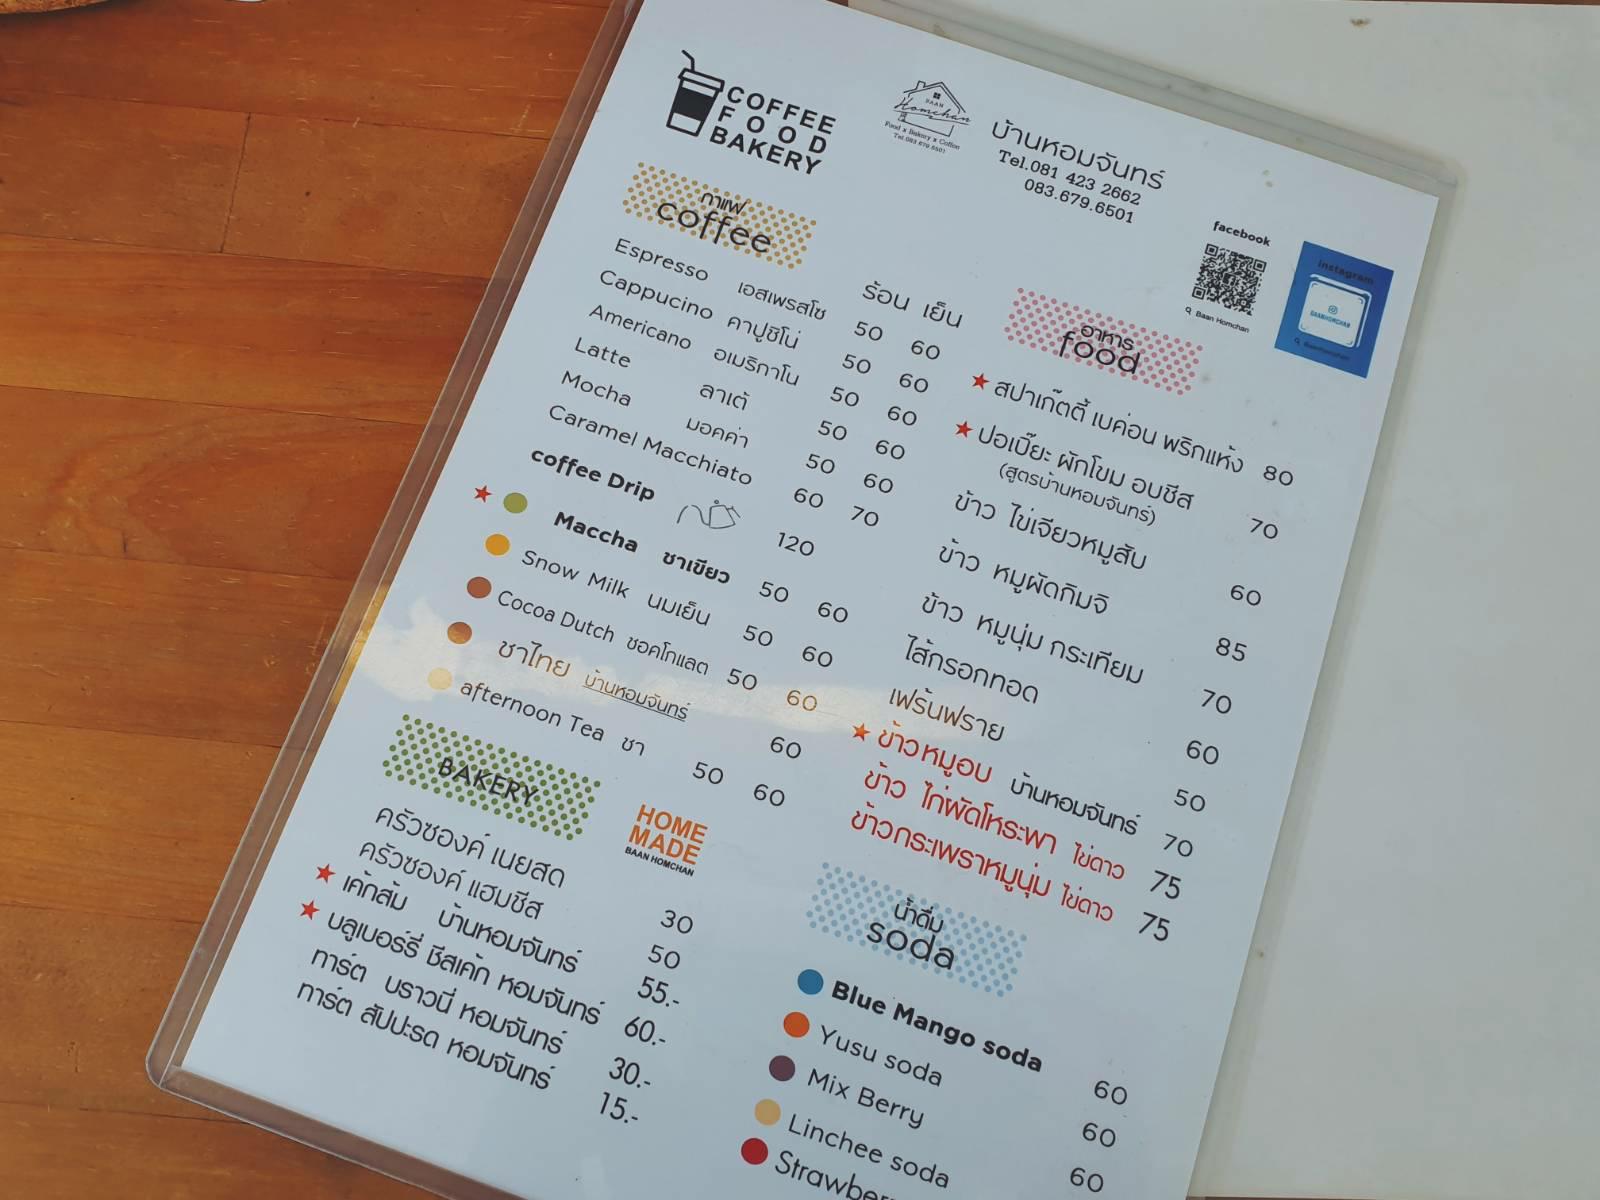 COFFEE
FOOD
BAKERY
BAAN
Homchan
Food x Bakery x Coffee
Tel.083.679.6501
บ้านหอมจันทร์
Tel.081 423 2662
083.679.6501
facebook
Baan Homchan
instagram
BAANHOMCHAN
Baanhomchan
กาแฟ
coffee
ร้อน เย็น
Espresso เอสเพรสโซ 50 60
Cappucino คาปูชิโน่ 50 60
Americano อเมริกาโน 50 60
Latte ลาเต้ 50 60
Mocha มอคค่า 50 60
Caramel Macchiato 60 70
coffee Drip 120
Maccha ชาเขียว 50 60
Snow Milk นมเย็น 50 60
Cocoa Dutch ชอคโกแลต 50 60
ชาไทย บ้านหอมจันทร์ 60
afternoon Tea ชา 50 60
BAKERY
HOME
MADE
BAAN HOMCHAN
ครัวซองค์ เนยสด 30
ครัวซองค์ แฮมชีส 50
เค้กส้ม บ้านหอมจันทร์ 55.-
บลูเบอร์รี่ ชีสเค้ก หอมจันทร์ 60.-
ทาร์ต บราวนี่ หอมจันทร์ 30.-
ทาร์ต สัปปะรด หอมจันทร์ 15.-
อาหาร
food
สปาเก๊ตตี้ เบค่อน พริกแห้ง 80
ปอเปี๊ยะ ผักโขม อบชีส 70
(สูตรบ้านหอมจันทร์)
ข้าว ไข่เจียวหมูสับ 60
ข้าว หมูผัดกิมจิ 85
ข้าว หมูนุ่ม กระเทียม 70
ไส้กรอกทอด 60
เฟร้นฟราย 50
ข้าวหมูอบ บ้านหอมจันทร์ 70
ข้าว ไก่ผัดโหระพา ไข่ดาว 75
ข้าวกระเพราหมูนุ่ม ไข่ดาว 75
น้ำดื่ม
soda
Blue Mango soda 60
Yusu soda 60
Mix Berry 60
Linchee soda